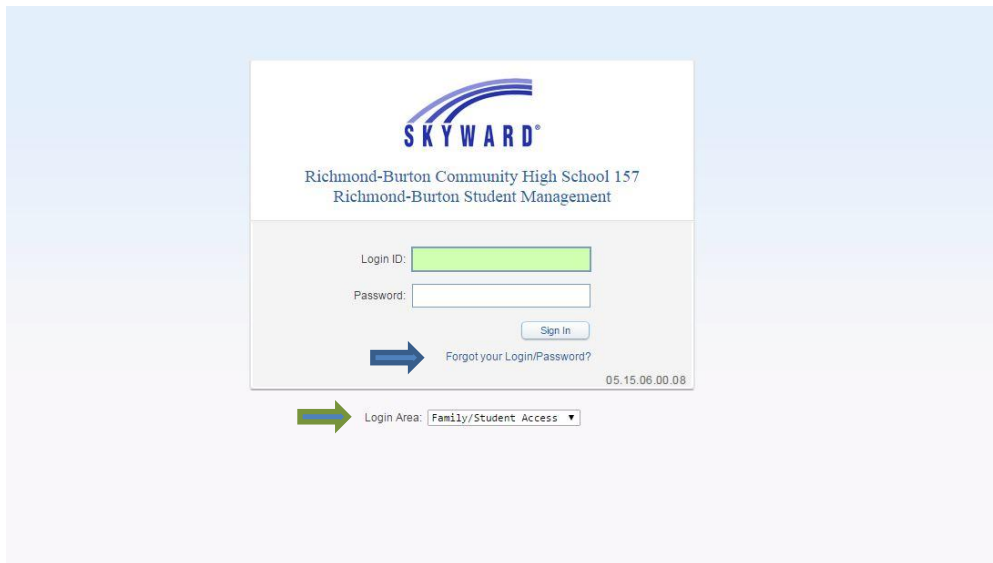 SKYWARD®
Richmond-Burton Community High School 157
Richmond-Burton Student Management
Login ID:
Password:
Sign In
Forgot your Login/Password?
05.15.06.00.08
Login Area: Family/Student Access ▼